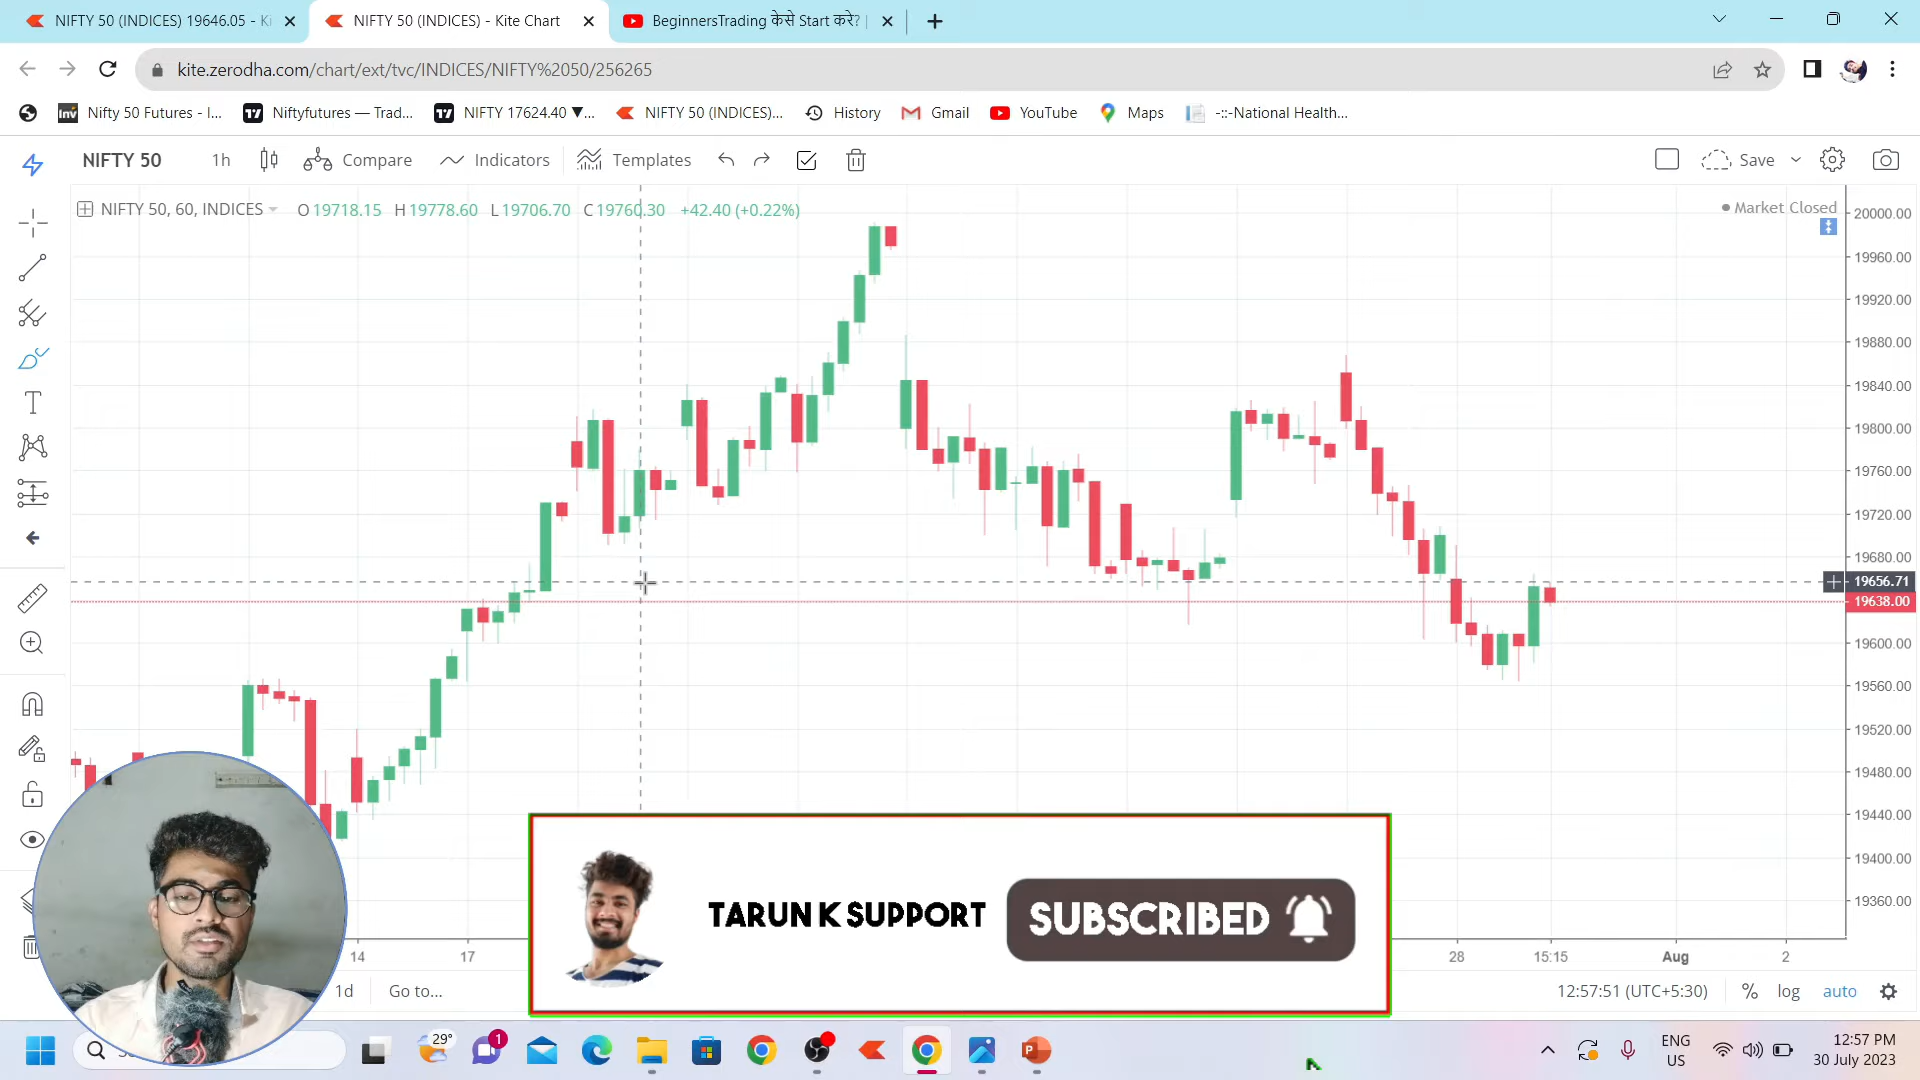 NIFTY 50 (INDICES) 19646.05 - Ki
NIFTY 50 (INDICES) - Kite Chart
BeginnersTrading केसे Start करे? |
kite.zerodha.com/chart/ext/tvc/INDICES/NIFTY%2050/256265
Nifty 50 Futures - I...
Niftyfutures — Trad...
NIFTY 17624.40 ▼...
NIFTY 50 (INDICES)...
History
Gmail
YouTube
Maps
-::-National Health...
NIFTY 50
1h
Compare
Indicators
Templates
Save
NIFTY 50, 60, INDICES O19718.15 H19778.60 L19706.70 C19760.30 +42.40 (+0.22%)
Market Closed
20000.00
19960.00
19920.00
19880.00
19840.00
19800.00
19760.00
19720.00
19680.00
19656.71
19638.00
19600.00
19560.00
19520.00
19480.00
19440.00
19400.00
19360.00
TARUN K SUPPORT
SUBSCRIBED
14 17 28 15:15 Aug 2
1d Go to...
12:57:51 (UTC+5:30) % log auto
29°
1
ENG
US
12:57 PM
30 July 2023